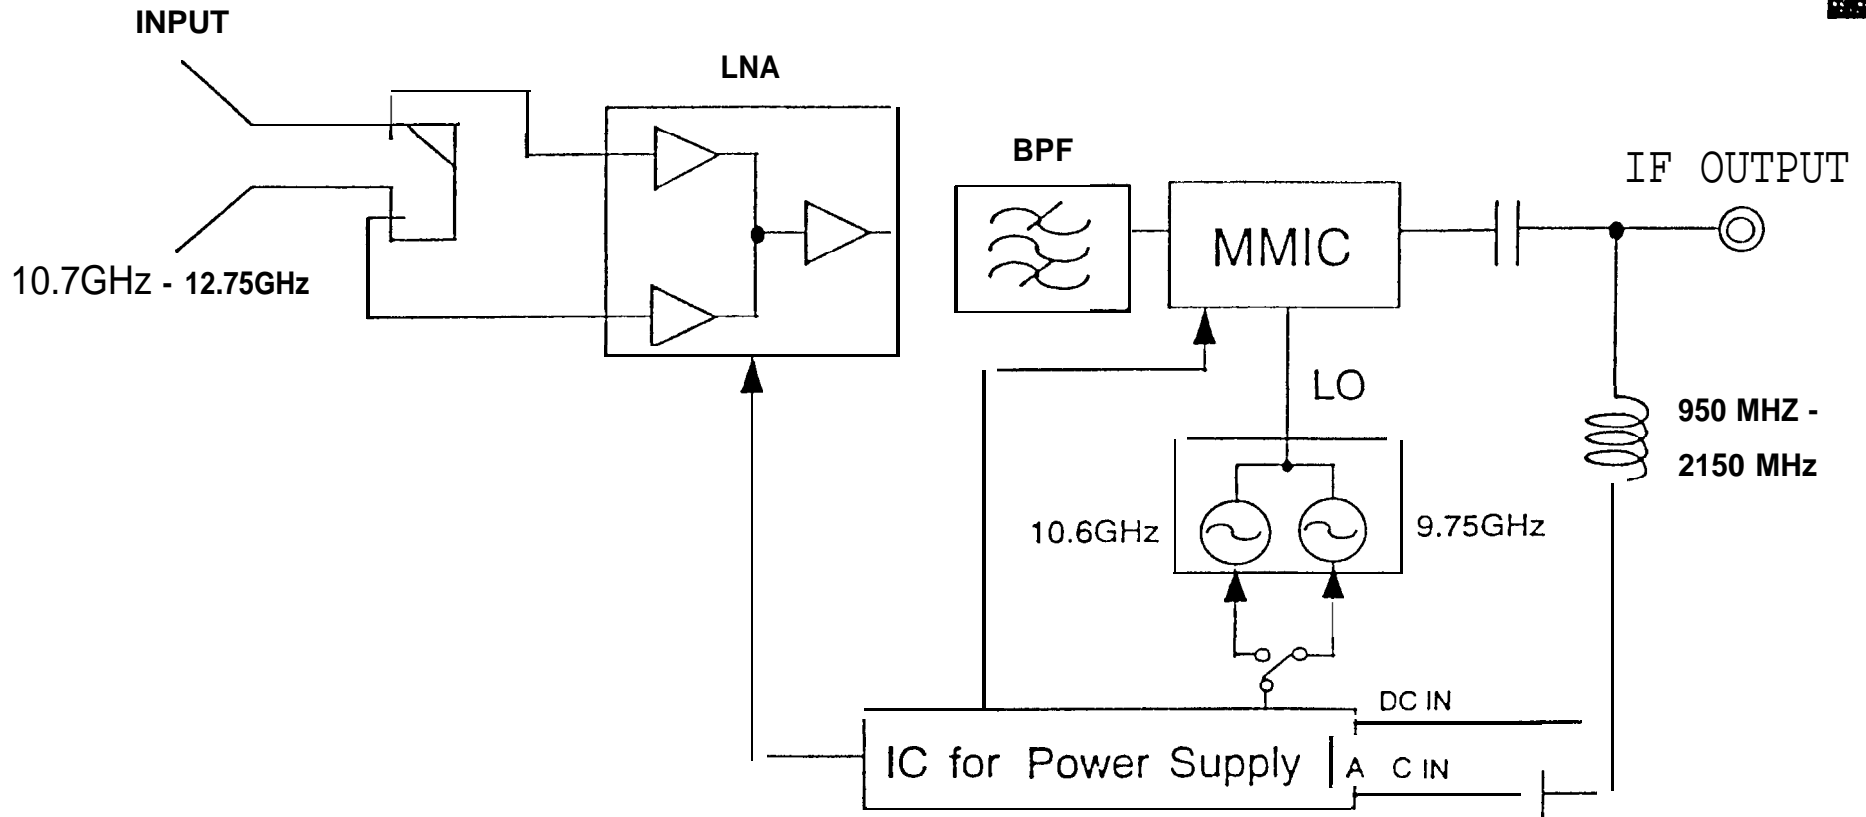 INPUT
LNA
BPF
IF OUTPUT
10.7GHz - 12.75GHz
MMIC
LO
950 MHZ -
2150 MHz
10.6GHz
9.75GHz
DC IN
IC for Power Supply
A C IN